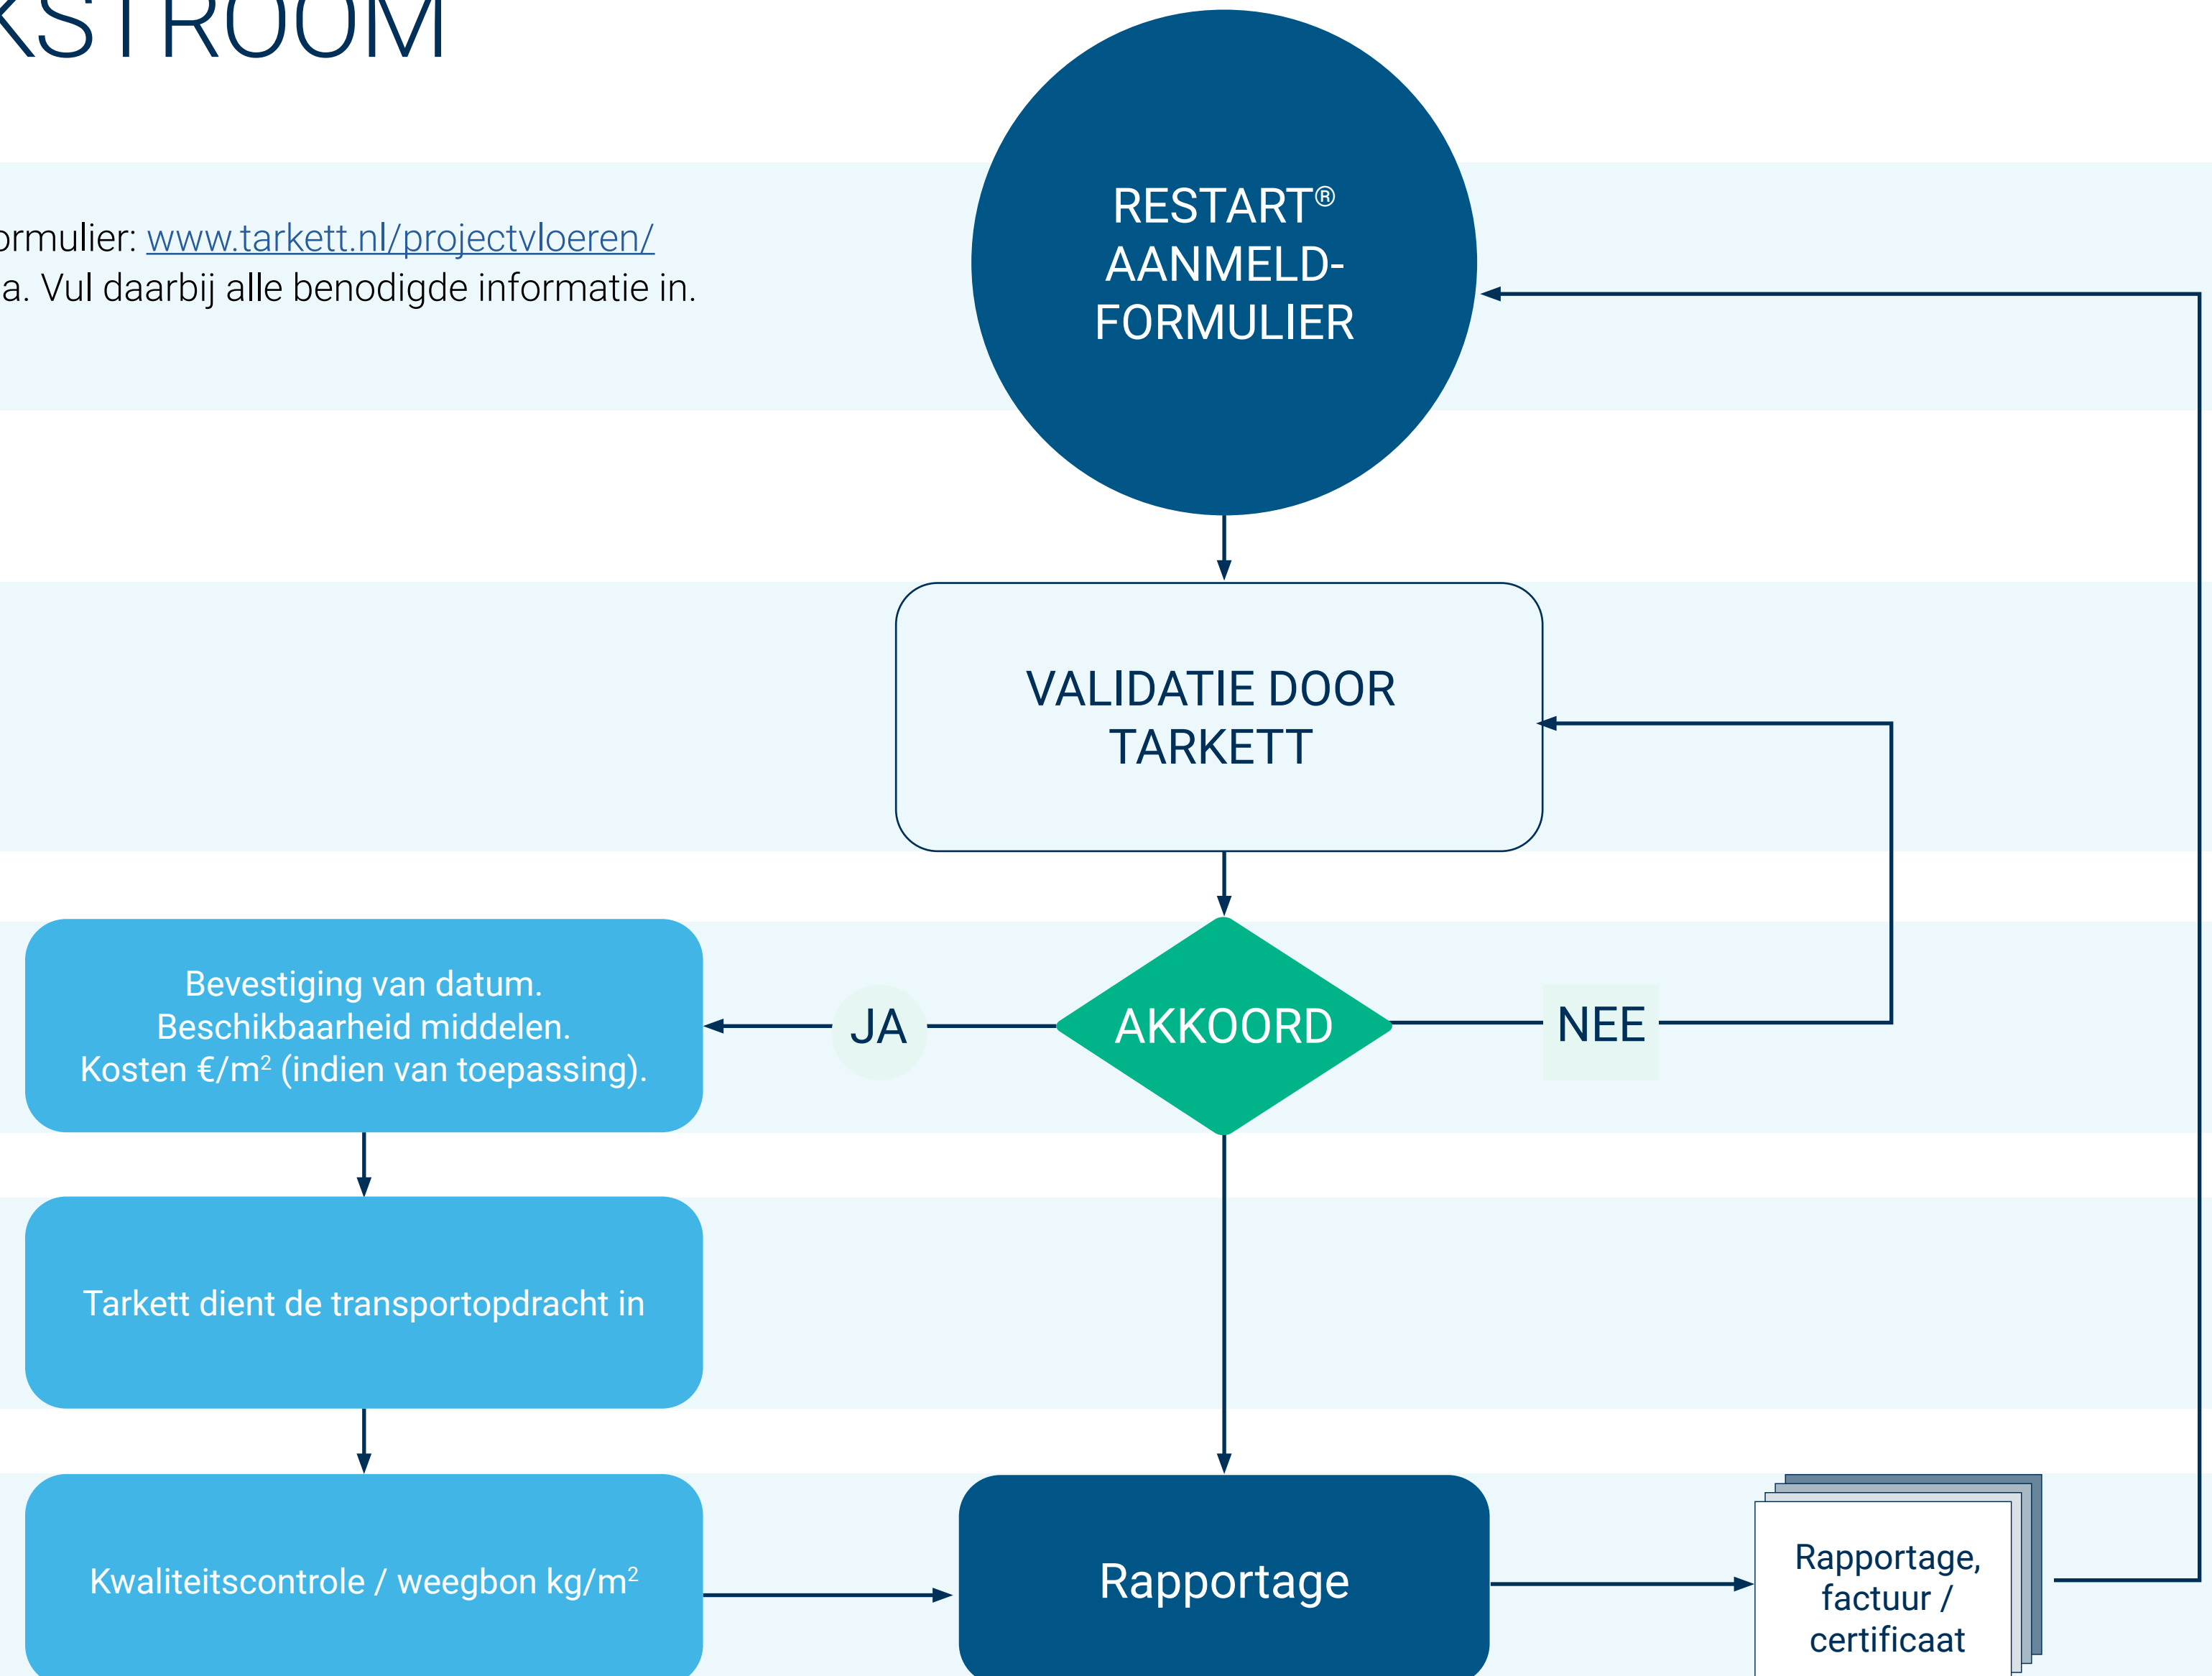 KSTROOM
ormulier: www.tarkett.nl/projectvloeren/
a. Vul daarbij alle benodigde informatie in.
RESTART®
AANMELD-
FORMULIER
VALIDATIE DOOR
TARKETT
Bevestiging van datum.
Beschikbaarheid middelen.
Kosten €/m² (indien van toepassing).
JA
AKKOORD
NEE
Tarkett dient de transportopdracht in
Kwaliteitscontrole / weegbon kg/m²
Rapportage
Rapportage,
factuur /
certificaat